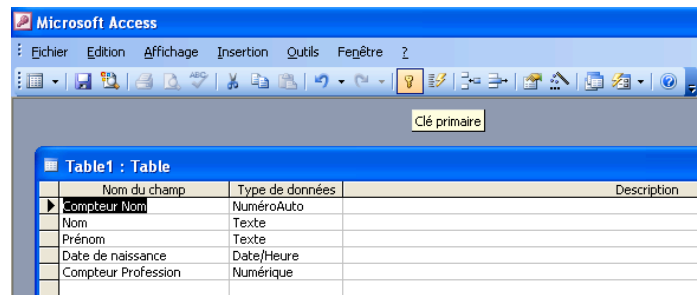 Microsoft Access
Fichier Edition Affichage Insertion Outils Fenêtre ?
ABC
Clé primaire
Table1 : Table
Nom du champ Type de données Description
Compteur Nom NuméroAuto
Nom Texte
Prénom Texte
Date de naissance Date/Heure
Compteur Profession Numérique